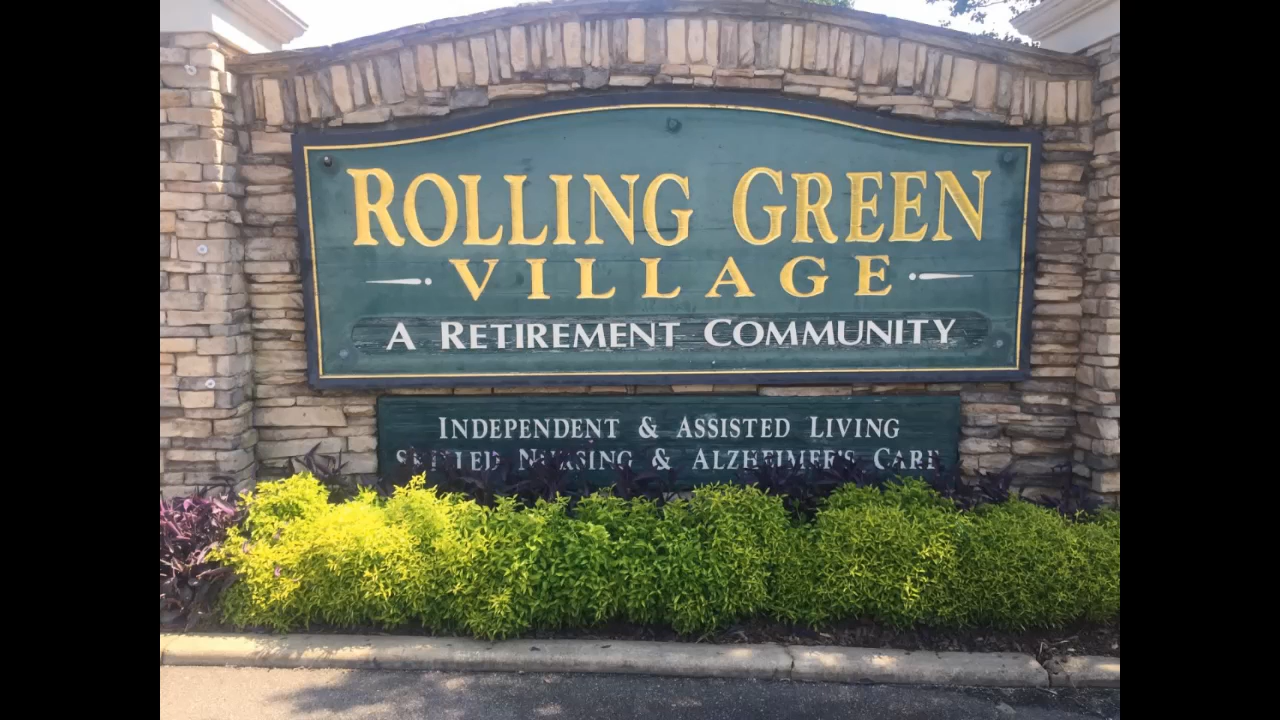 ROLLING GREEN
VILLAGE
A RETIREMENT COMMUNITY
INDEPENDENT & ASSISTED LIVING
SKILLED NURSING & ALZHEIMER'S CARE